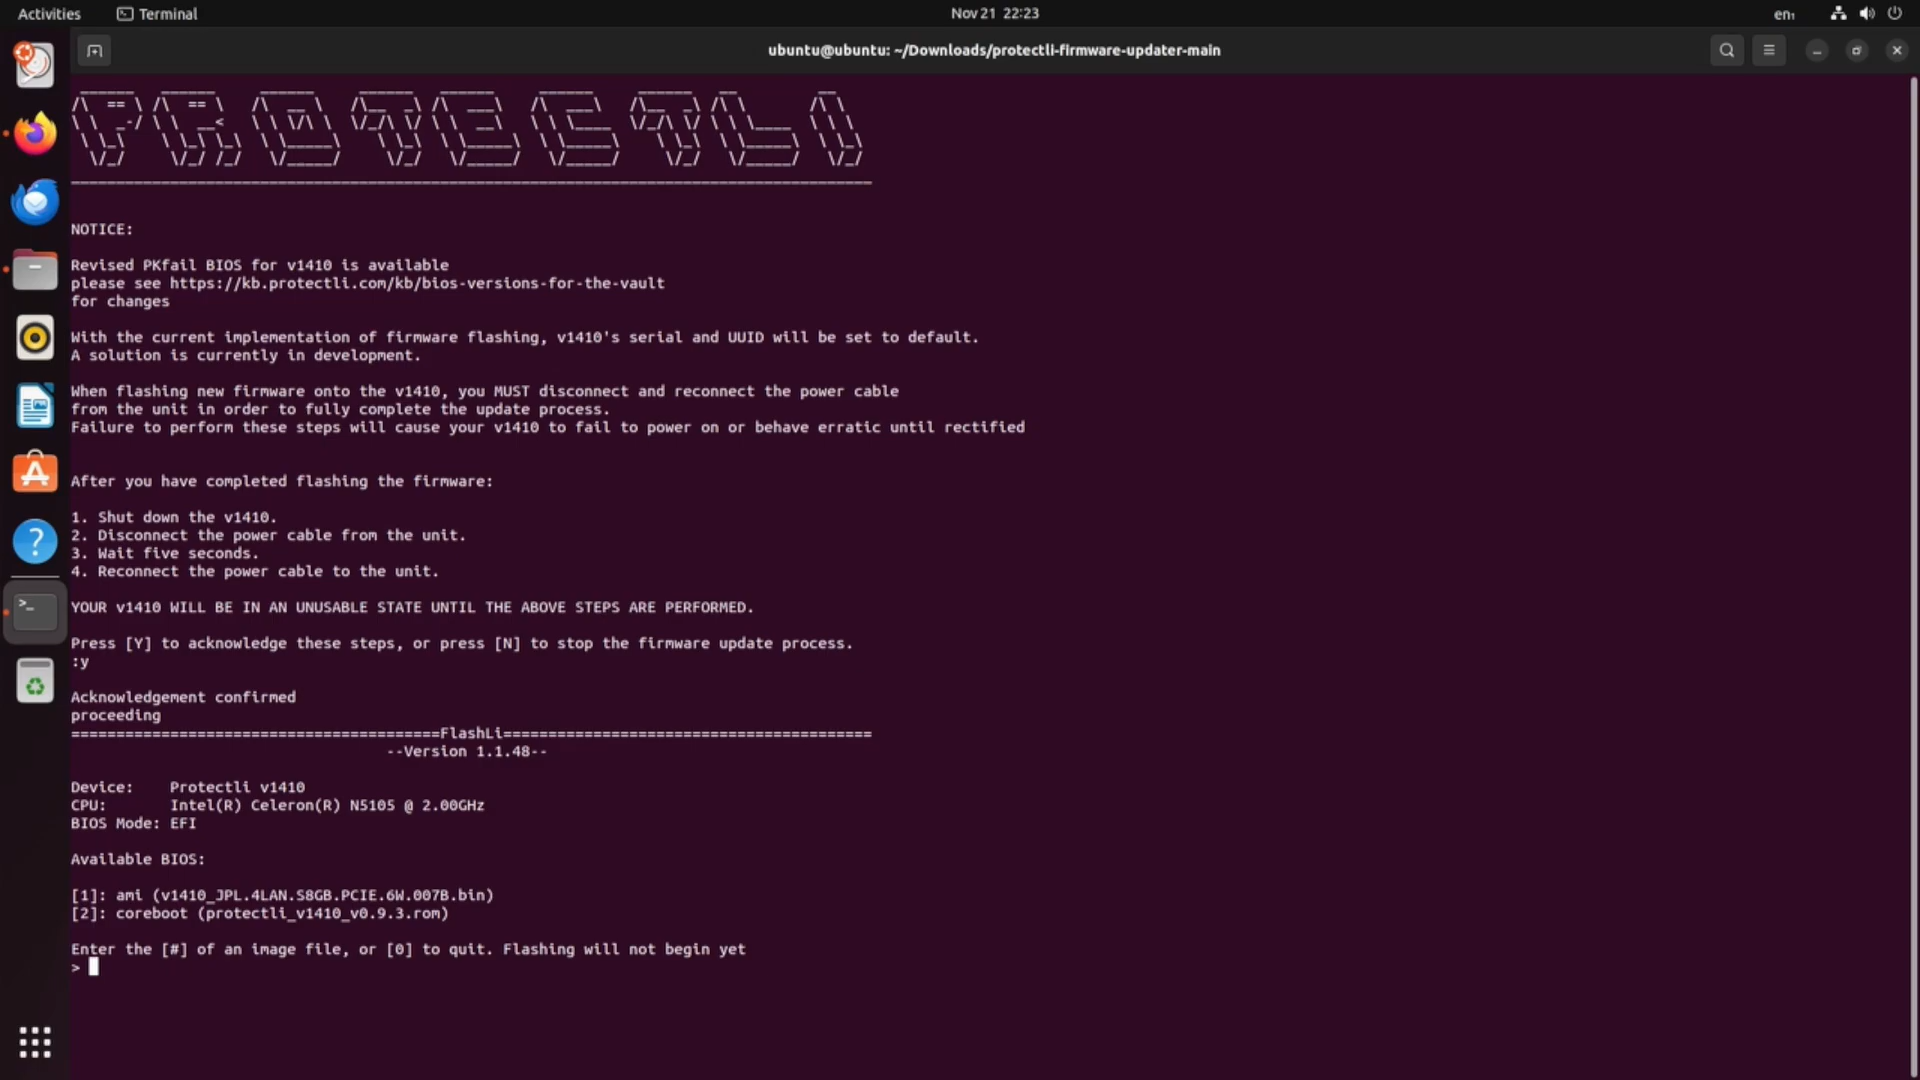 Activities
Terminal
Nov 21 22:23
en₁
ubuntu@ubuntu: ~/Downloads/protectli-firmware-updater-main
PROTECTLI
NOTICE:
Revised PKfail BIOS for v1410 is available
please see https://kb.protectli.com/kb/bios-versions-for-the-vault
for changes
With the current implementation of firmware flashing, v1410's serial and UUID will be set to default.
A solution is currently in development.
When flashing new firmware onto the v1410, you MUST disconnect and reconnect the power cable
from the unit in order to fully complete the update process.
Failure to perform these steps will cause your v1410 to fail to power on or behave erratic until rectified
After you have completed flashing the firmware:
1. Shut down the v1410.
2. Disconnect the power cable from the unit.
3. Wait five seconds.
4. Reconnect the power cable to the unit.
YOUR v1410 WILL BE IN AN UNUSABLE STATE UNTIL THE ABOVE STEPS ARE PERFORMED.
Press [Y] to acknowledge these steps, or press [N] to stop the firmware update process.
:y
Acknowledgement confirmed
proceeding
=========================================FlashLi=========================================
--Version 1.1.48--
Device:    Protectli v1410
CPU:       Intel(R) Celeron(R) N5105 @ 2.00GHz
BIOS Mode: EFI
Available BIOS:
[1]: ami (v1410_JPL.4LAN.S8GB.PCIE.6W.007B.bin)
[2]: coreboot (protectli_v1410_v0.9.3.rom)
Enter the [#] of an image file, or [0] to quit. Flashing will not begin yet
>